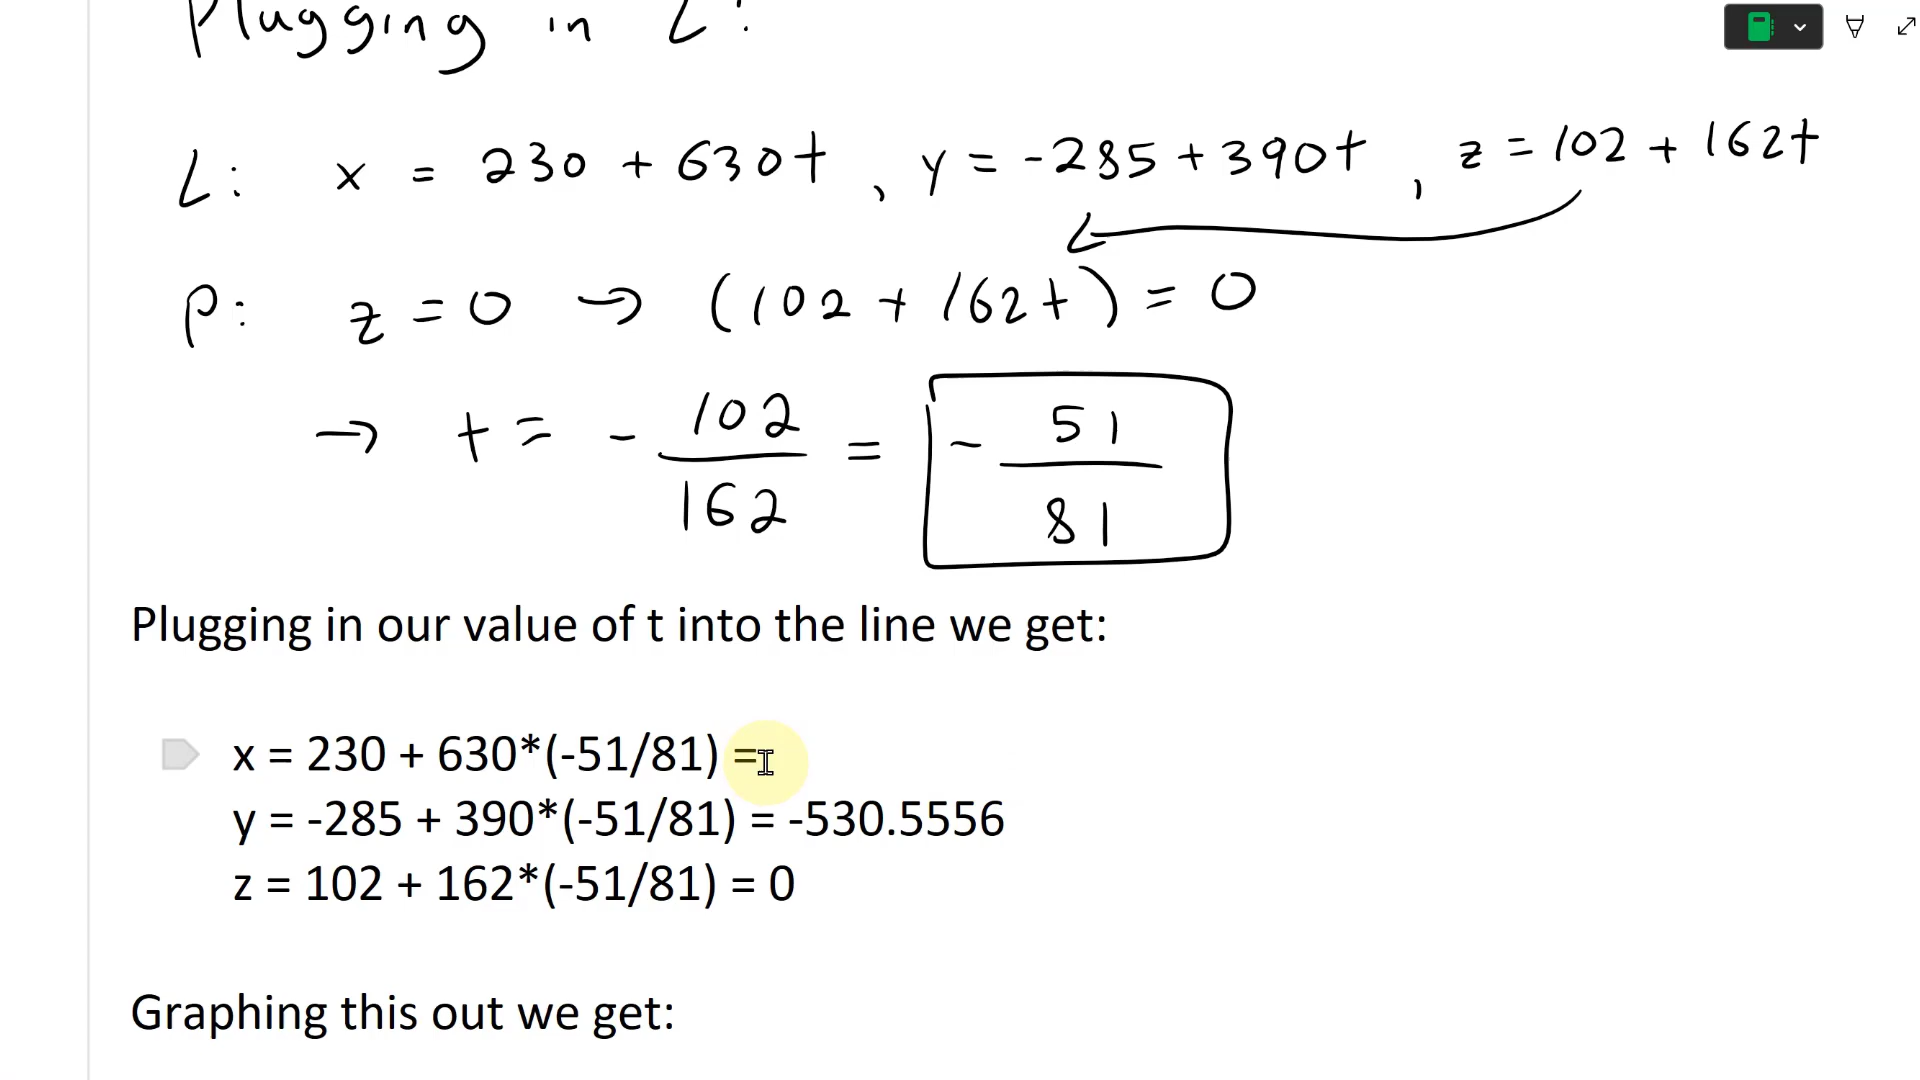 Plugging in L:
L: x = 230 + 630t, y = -285 + 390t, z = 102 + 162t
P: z = 0 → (102 + 162t) = 0
→ t = - 102/162 = - 51/81
Plugging in our value of t into the line we get:
x = 230 + 630*(-51/81) =
y = -285 + 390*(-51/81) = -530.5556
z = 102 + 162*(-51/81) = 0
Graphing this out we get: